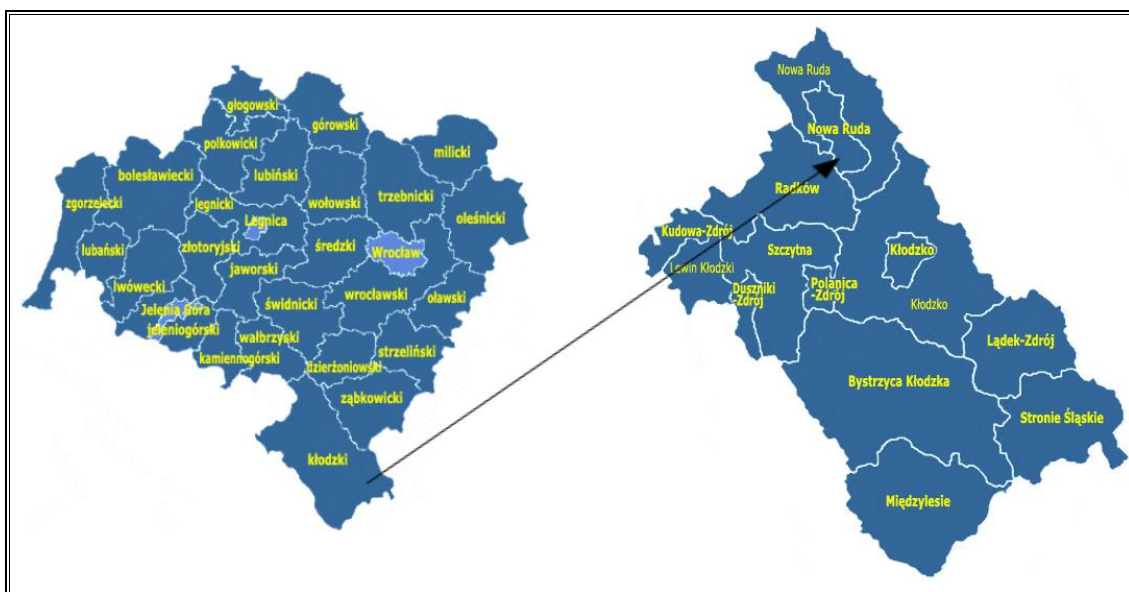 głogowski
górowski
polkowicki
milicki
bolesławiecki
lubiński
trzebnicki
zgorzelecki
legnicki
wołowski
Legnica
oleśnicki
lubański
złotoryjski
średzki
Wrocław
jaworski
lwówęcki
wrocławski
oławski
świdnicki
Jelenia Góra
jeleniogórski
wałbrzyski
kamiennogórski
strzeliński
dzierżoniowski
ząbkowicki
kłodzki
Nowa Ruda
Nowa Ruda
Radków
Kudowa-Zdrój
Szczytna
Kłodzko
Lewin Kłodzki
Duszniki
-Zdrój
Polanica
-Zdrój
Kłodzko
Lądek-Zdrój
Bystrzyca Kłodzka
Stronie Śląskie
Międzylesie